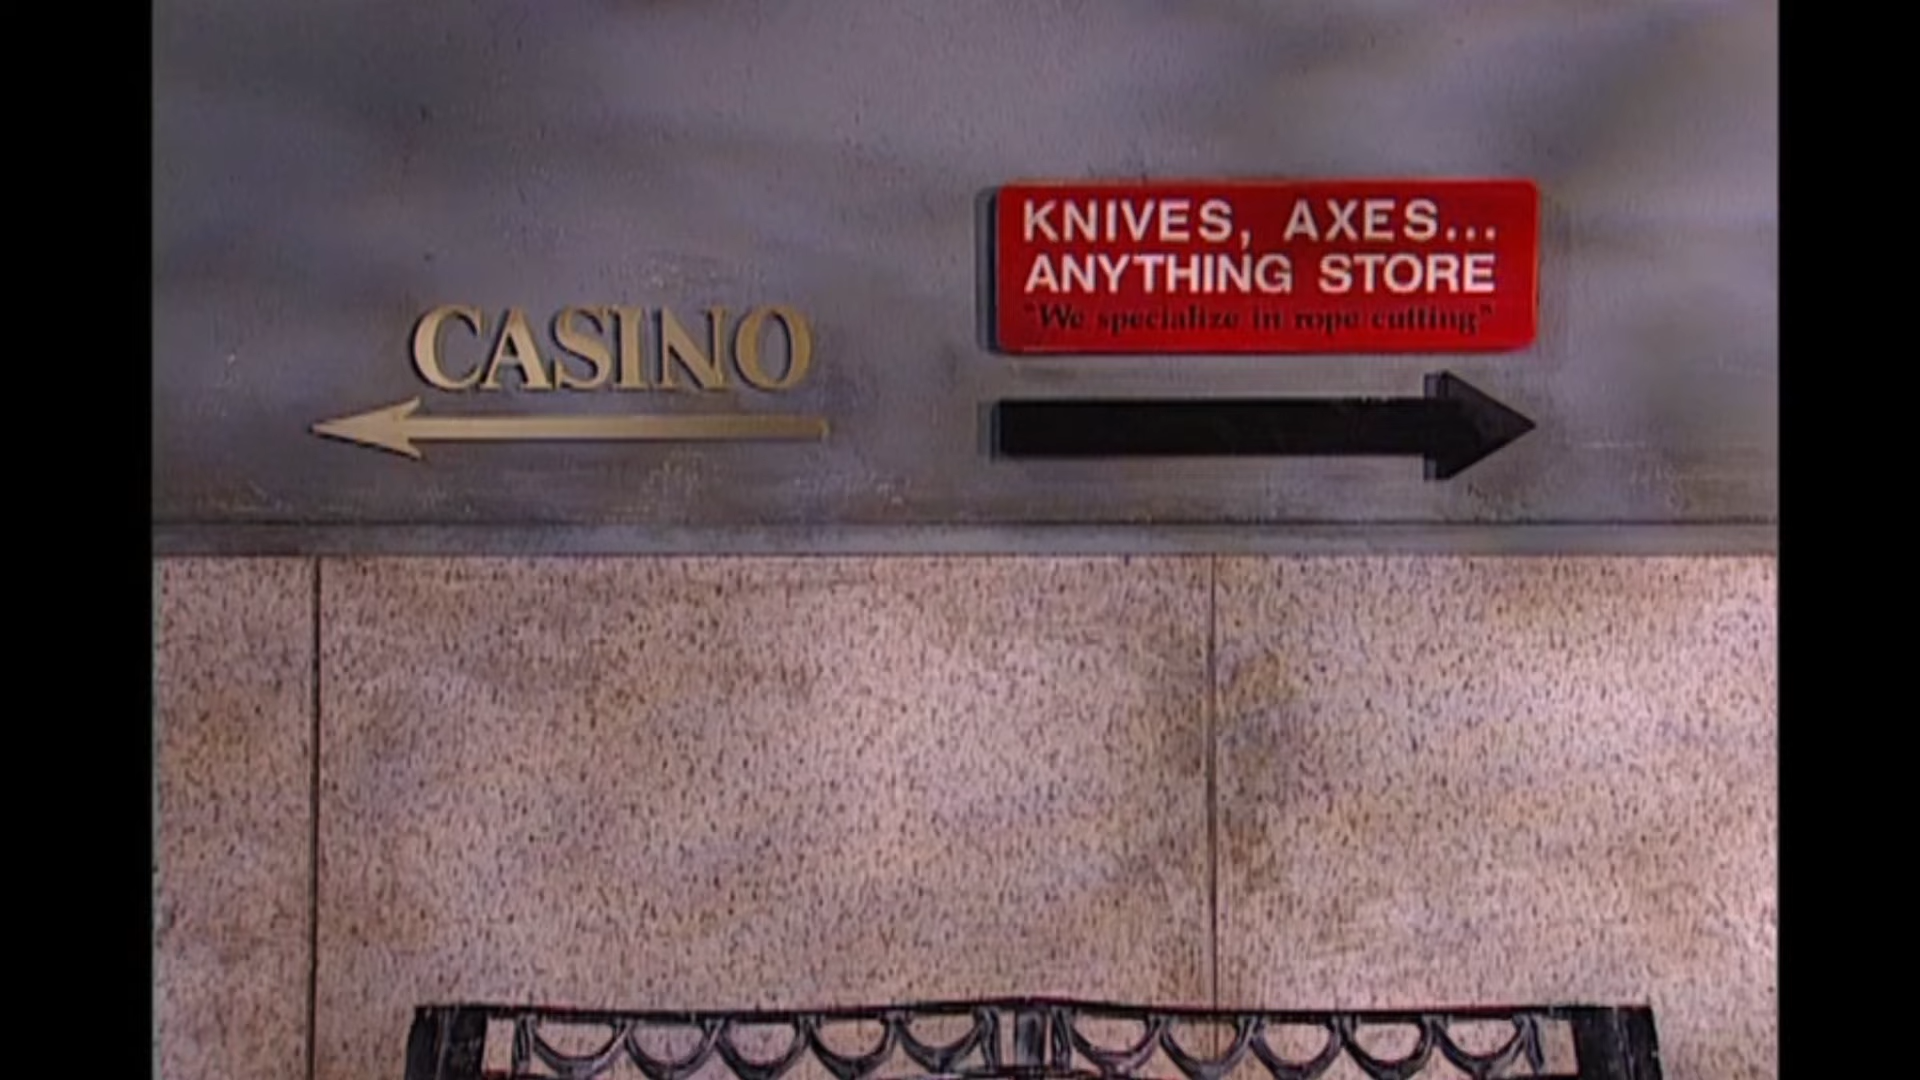 CASINO
KNIVES, AXES...
ANYTHING STORE
"We specialize in rope cutting"